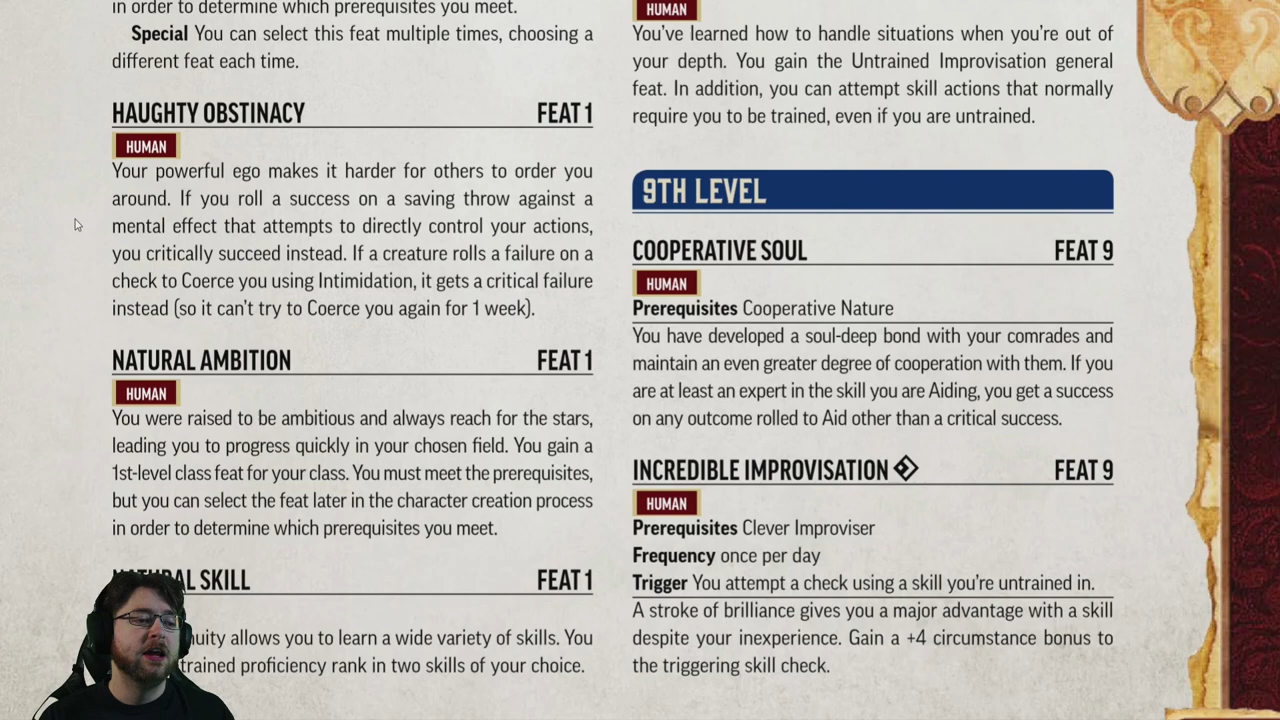 in order to determine which prerequisites you meet.
Special You can select this feat multiple times, choosing a
different feat each time.
HAUGHTY OBSTINACY FEAT 1
HUMAN
Your powerful ego makes it harder for others to order you
around. If you roll a success on a saving throw against a
mental effect that attempts to directly control your actions,
you critically succeed instead. If a creature rolls a failure on a
check to Coerce you using Intimidation, it gets a critical failure
instead (so it can't try to Coerce you again for 1 week).
NATURAL AMBITION FEAT 1
HUMAN
You were raised to be ambitious and always reach for the stars,
leading you to progress quickly in your chosen field. You gain a
1st-level class feat for your class. You must meet the prerequisites,
but you can select the feat later in the character creation process
in order to determine which prerequisites you meet.
SKILL FEAT 1
allows you to learn a wide variety of skills. You
trained proficiency rank in two skills of your choice.
HUMAN
You've learned how to handle situations when you're out of
your depth. You gain the Untrained Improvisation general
feat. In addition, you can attempt skill actions that normally
require you to be trained, even if you are untrained.
9TH LEVEL
COOPERATIVE SOUL FEAT 9
HUMAN
Prerequisites Cooperative Nature
You have developed a soul-deep bond with your comrades and
maintain an even greater degree of cooperation with them. If you
are at least an expert in the skill you are Aiding, you get a success
on any outcome rolled to Aid other than a critical success.
INCREDIBLE IMPROVISATION FEAT 9
HUMAN
Prerequisites Clever Improviser
Frequency once per day
Trigger You attempt a check using a skill you're untrained in.
A stroke of brilliance gives you a major advantage with a skill
despite your inexperience. Gain a +4 circumstance bonus to
the triggering skill check.